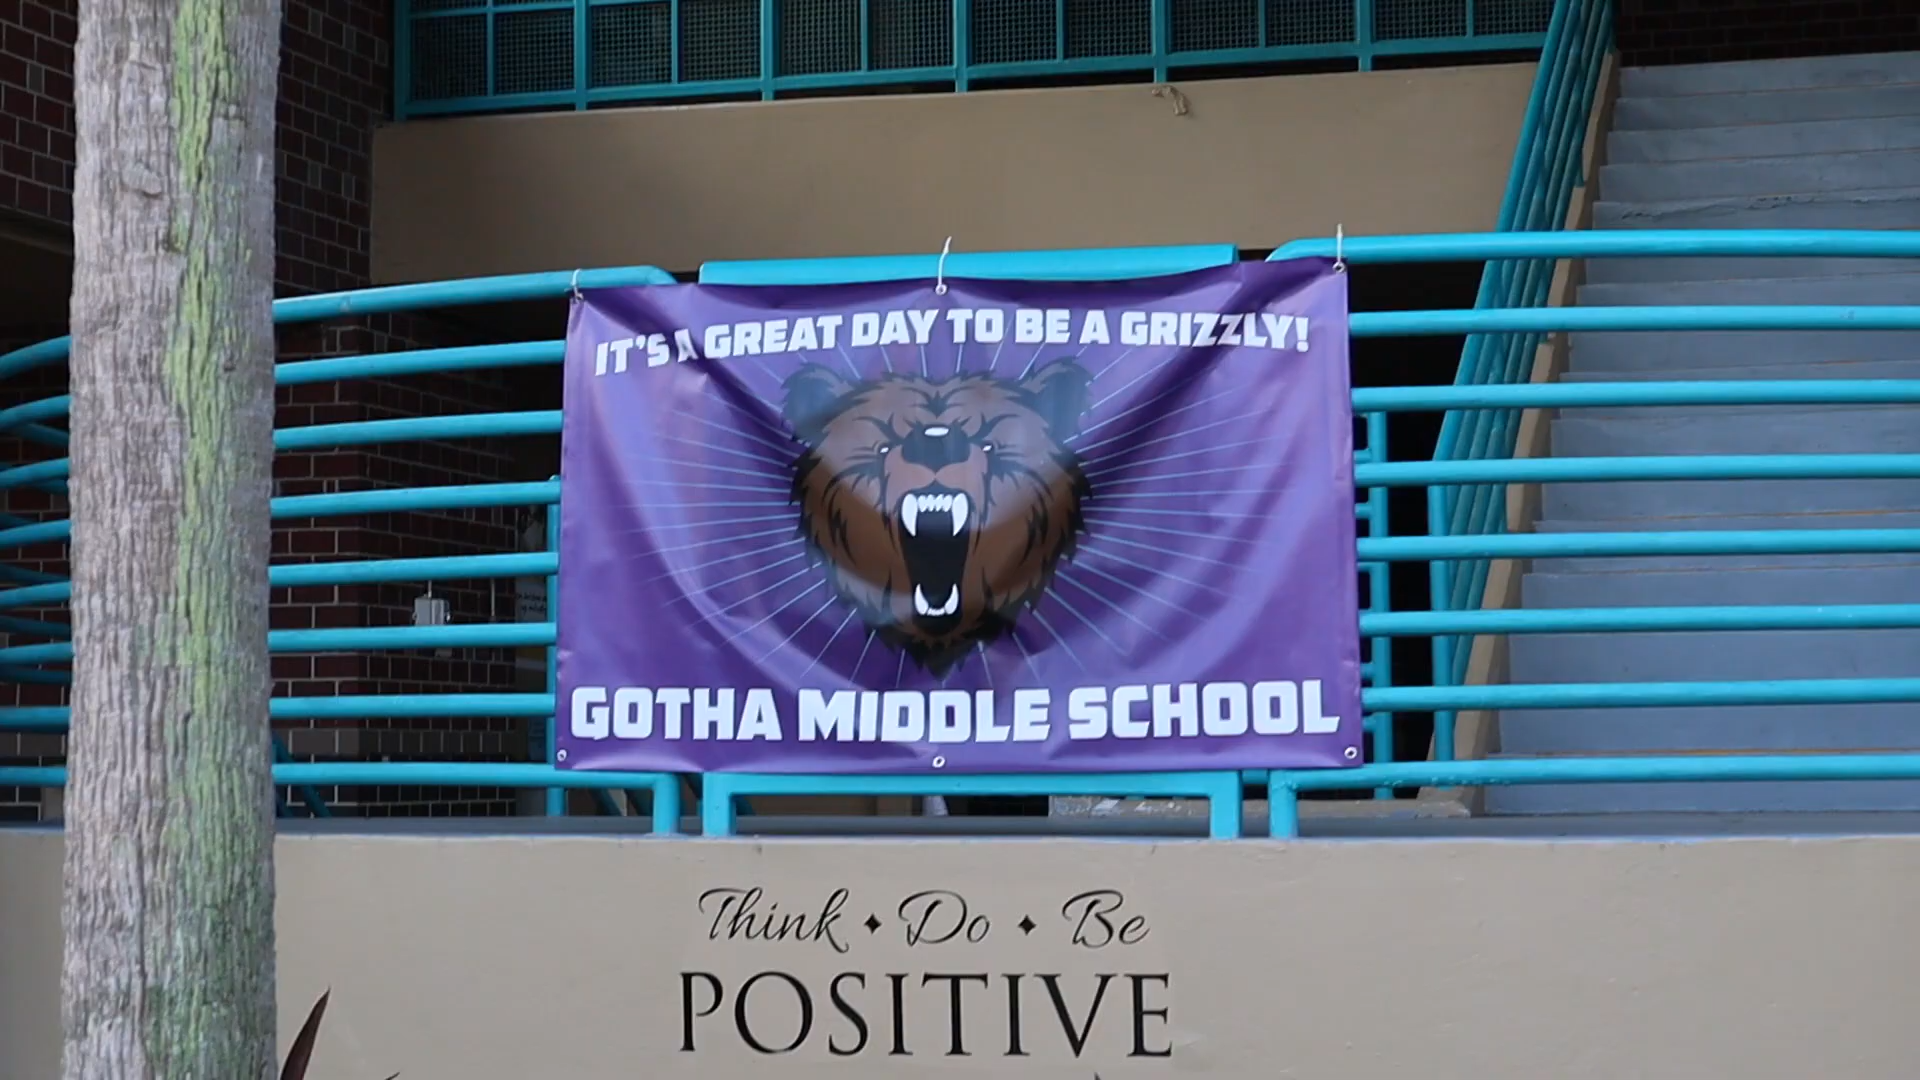 IT'S A GREAT DAY TO BE A GRIZZLY!
GOTHA MIDDLE SCHOOL
Think • Do • Be
POSITIVE